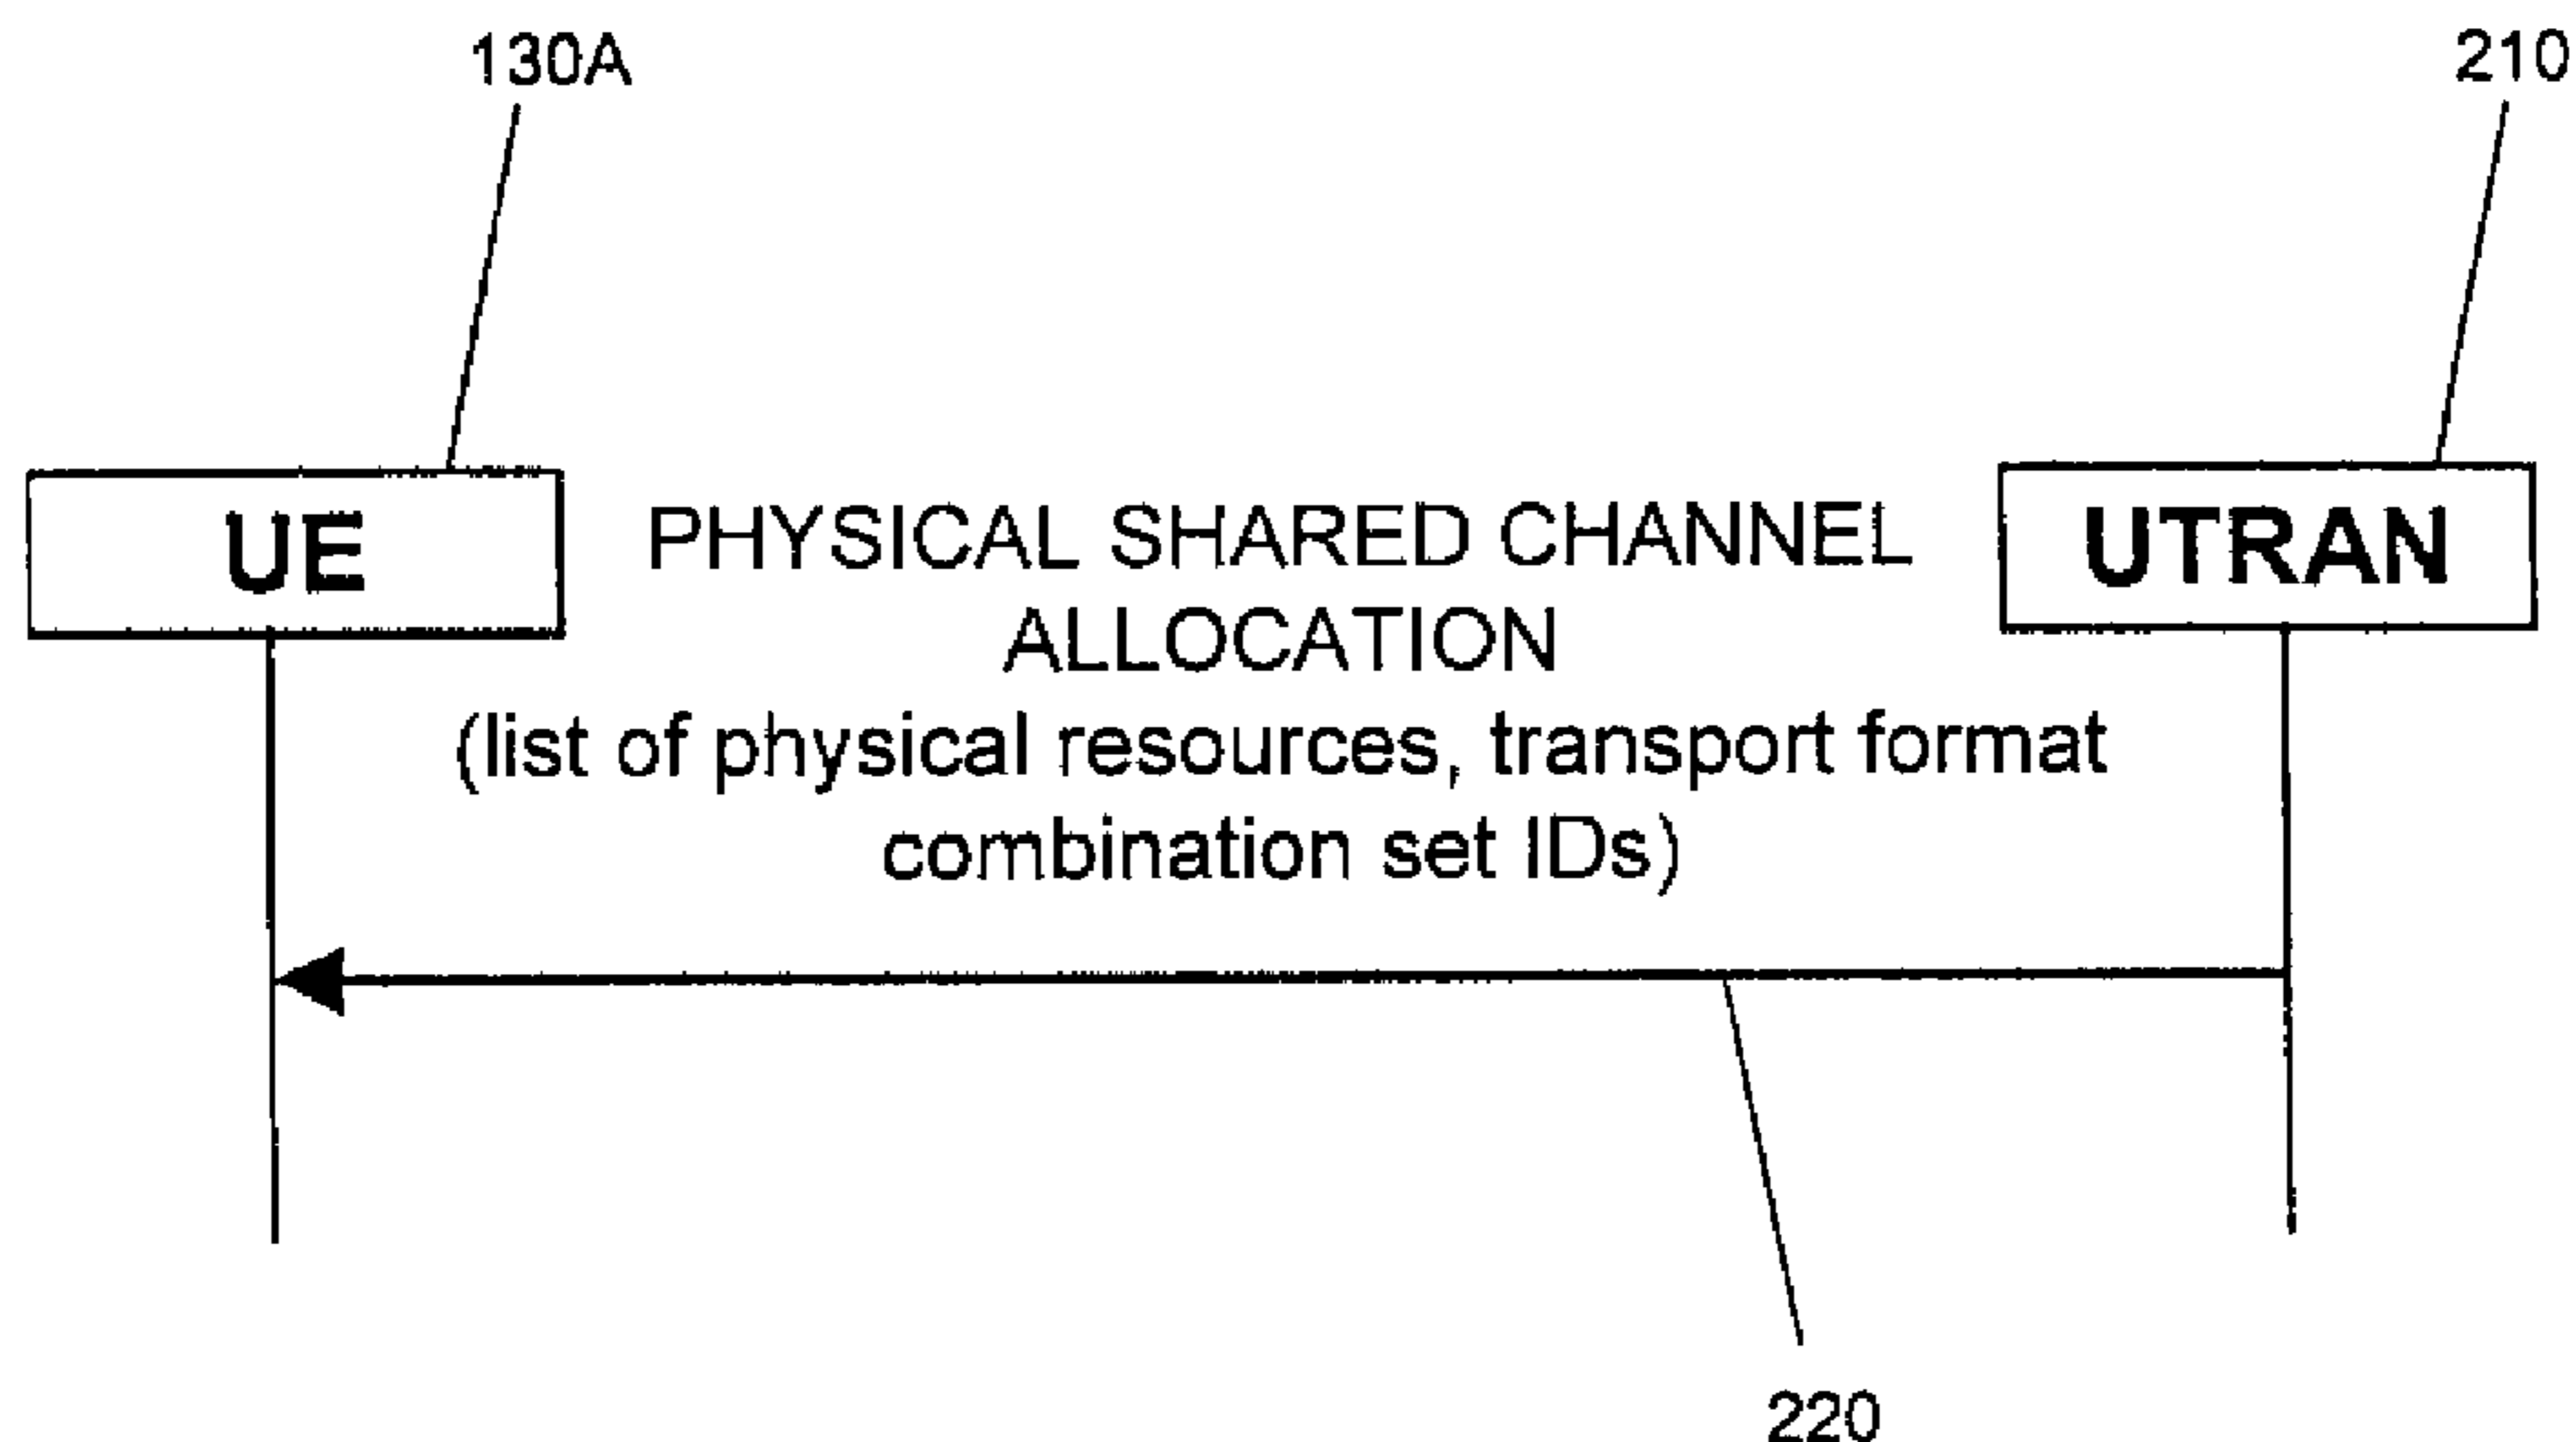 130A
210
UE
UTRAN
PHYSICAL SHARED CHANNEL
ALLOCATION
(list of physical resources, transport format
combination set IDs)
220